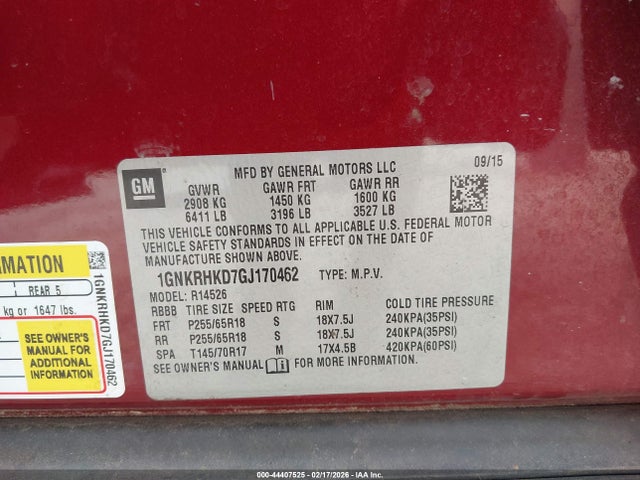 GM
MFD BY GENERAL MOTORS LLC 09/15
GVWR GAWR FRT GAWR RR
2908 KG 1450 KG 1600 KG
6411 LB 3196 LB 3527 LB
THIS VEHICLE CONFORMS TO ALL APPLICABLE U.S. FEDERAL MOTOR
VEHICLE SAFETY STANDARDS IN EFFECT ON THE DATE OF
MANUFACTURE SHOWN ABOVE.
1GNKRHKD7GJ170462 TYPE: M.P.V.
MODEL: R14526
RBBB TIRE SIZE SPEED RTG RIM COLD TIRE PRESSURE
FRT P255/65R18 S 18X7.5J 240KPA(35PSI)
RR P255/65R18 S 18X7.5J 240KPA(35PSI)
SPA T145/70R17 M 17X4.5B 420KPA(60PSI)
SEE OWNER'S MANUAL FOR MORE INFORMATION.
MATION
REAR 5
kg or 1647 lbs.
SEE OWNER'S
MANUAL FOR
ADDITIONAL
INFORMATION
1GNKRHKD7GJ170462
000-44407525 - 02/17/2026 - IAAI.COM